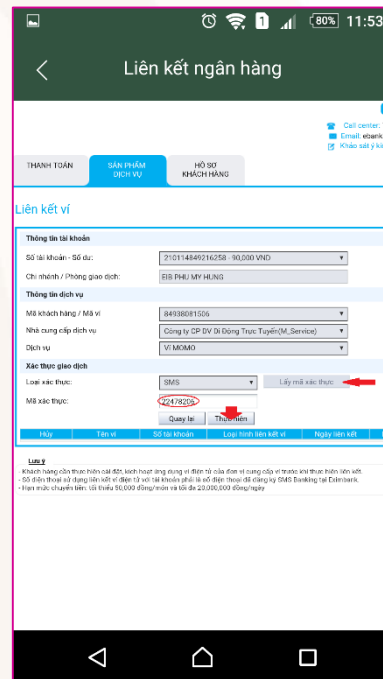 1 80% 11:53
Liên kết ngân hàng
Call center:
Email: ebank
Khảo sát ý kiế
THANH TOÁN
SẢN PHẨM
DỊCH VỤ
HỒ SƠ
KHÁCH HÀNG
Liên kết ví
Thông tin tài khoản
Số tài khoản - Số dư: 210114849216258 - 90,000 VND
Chi nhánh / Phòng giao dịch: EIB PHU MY HUNG
Thông tin dịch vụ
Mã khách hàng / Mã ví 84938081506
Nhà cung cấp dịch vụ Công ty CP DV Di Động Trực Tuyến(M_Service)
Dịch vụ Ví MOMO
Xác thực giao dịch
Loại xác thực: SMS Lấy mã xác thực
Mã xác thực: 22478206
Quay lại Thực hiện
Hủy Tên ví Số tài khoản Loại hình liên kết ví Ngày liên kết
Lưu ý
- Khách hàng cần thực hiện cài đặt, kích hoạt ứng dụng ví điện tử của đơn vị cung cấp ví trước khi thực hiên liên kết.
- Số điện thoại sử dụng liên kết ví điện tử với tài khoản phải là số điện thoại đã đăng ký SMS Banking tại Eximbank.
- Hạn mức chuyển tiền: tối thiểu 50,000 đồng/món và tối đa 20,000,000 đồng/ngày